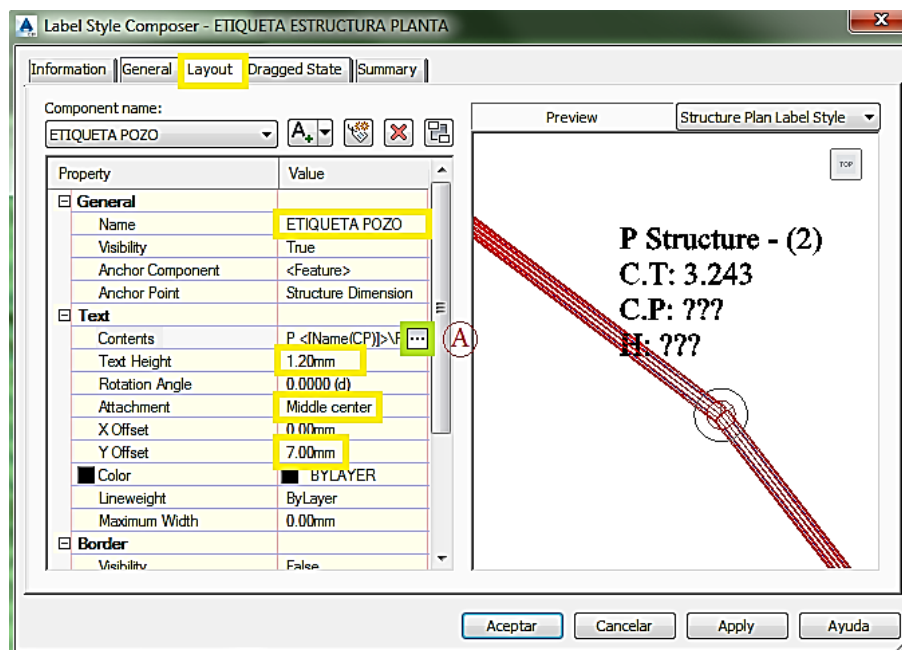 Label Style Composer - ETIQUETA ESTRUCTURA PLANTA
Information General Layout Dragged State Summary
Component name:
ETIQUETA POZO
Preview
Structure Plan Label Style
Property Value
General
Name ETIQUETA POZO
Visibility True
Anchor Component <Feature>
Anchor Point Structure Dimension
Text
Contents P <[Name(CP)]>\P ... A
Text Height 1.20mm
Rotation Angle 0.0000 (d)
Attachment Middle center
X Offset 0.00mm
Y Offset 7.00mm
Color BYLAYER
Lineweight ByLayer
Maximum Width 0.00mm
Border
Visibility False
TOP
P Structure - (2)
C.T: 3.243
C.P: ???
H: ???
Aceptar Cancelar Apply Ayuda